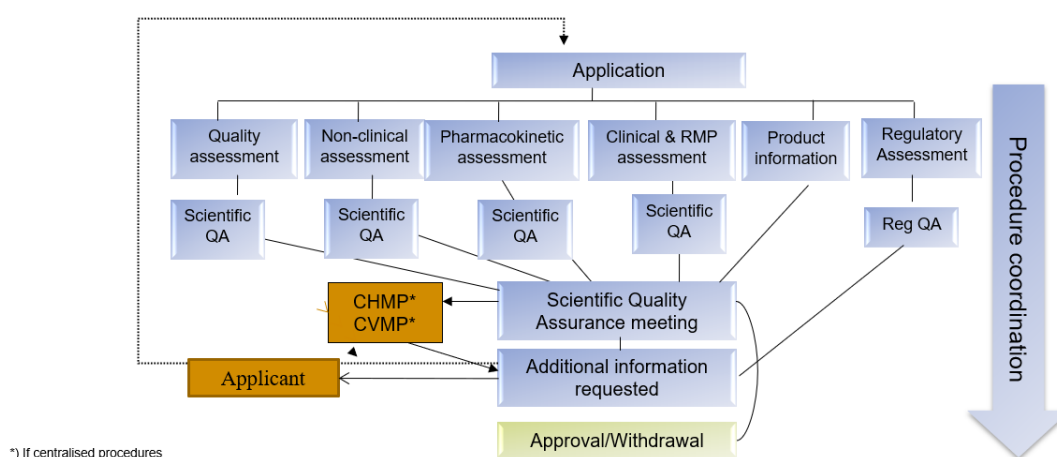 Application
Quality
assessment
Non-clinical
assessment
Pharmacokinetic
assessment
Clinical & RMP
assessment
Product
information
Regulatory
Assessment
Scientific
QA
Scientific
QA
Scientific
QA
Scientific
QA
Reg QA
CHMP*
CVMP*
Scientific Quality
Assurance meeting
Applicant
Additional information
requested
Approval/Withdrawal
Procedure coordination
*) If centralised procedures